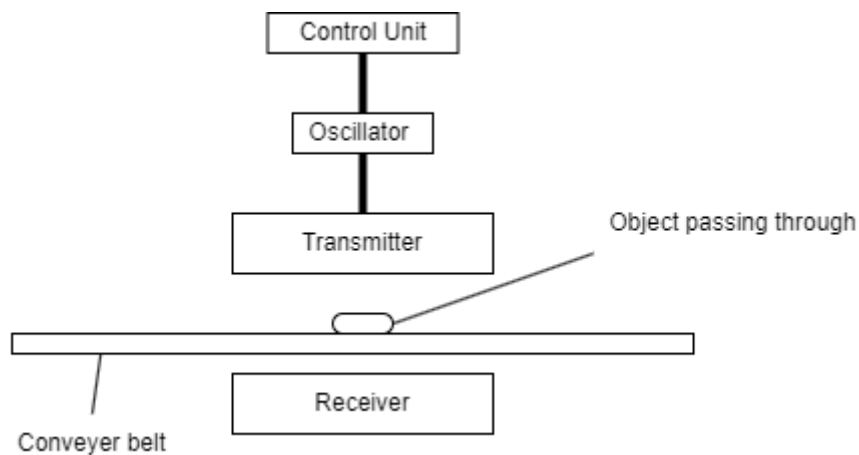 Control Unit
Oscillator
Transmitter
Object passing through
Receiver
Conveyer belt